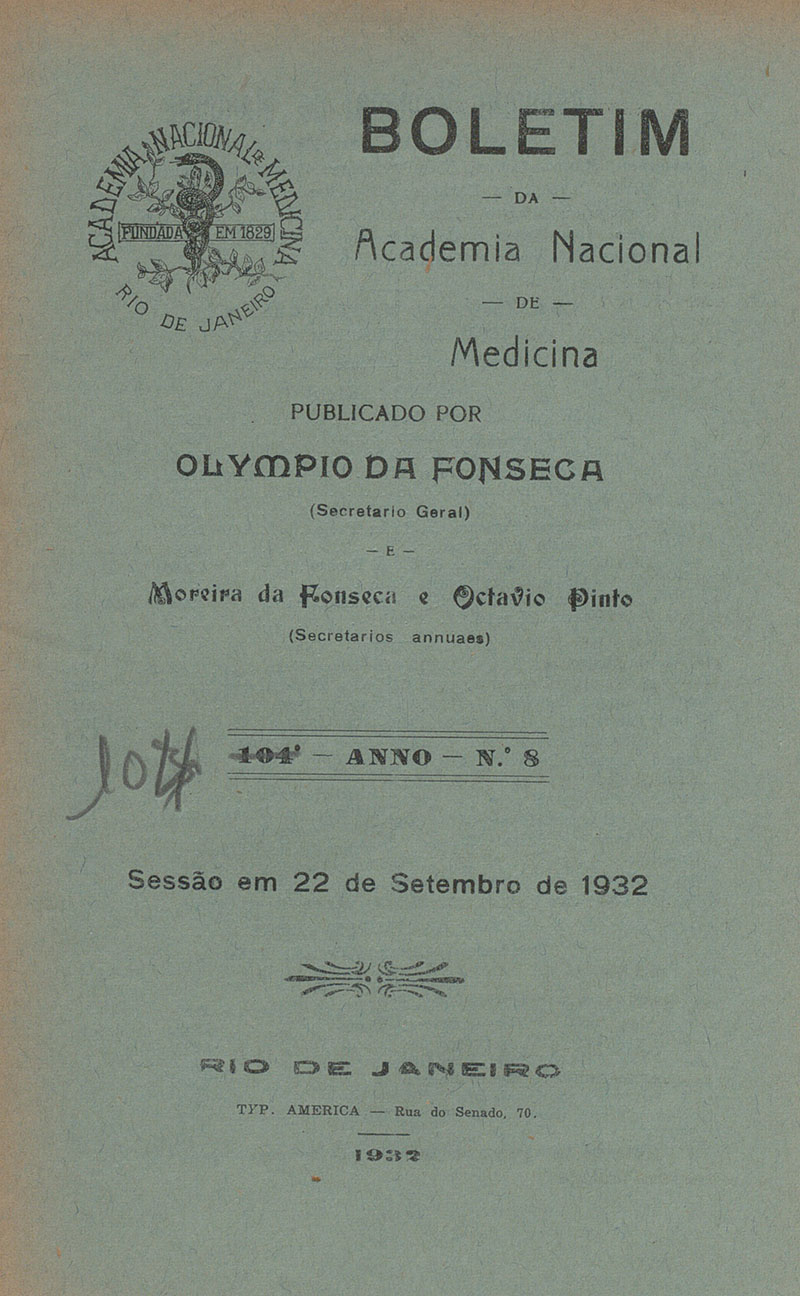 ACADEMIA NACIONAL DE MEDICINA
FUNDADA EM 1829
RIO DE JANEIRO
BOLETIM
— DA —
Academia Nacional
— DE —
Medicina
PUBLICADO POR
OLYMPIO DA FONSECA
(Secretario Geral)
— E —
Moreira da Fonseca e Octavio Pinto
(Secretarios annuaes)
104
104º — ANNO — N.º 8
Sessão em 22 de Setembro de 1932
RIO DE JANEIRO
TYP. AMERICA — Rua do Senado, 70.
1932